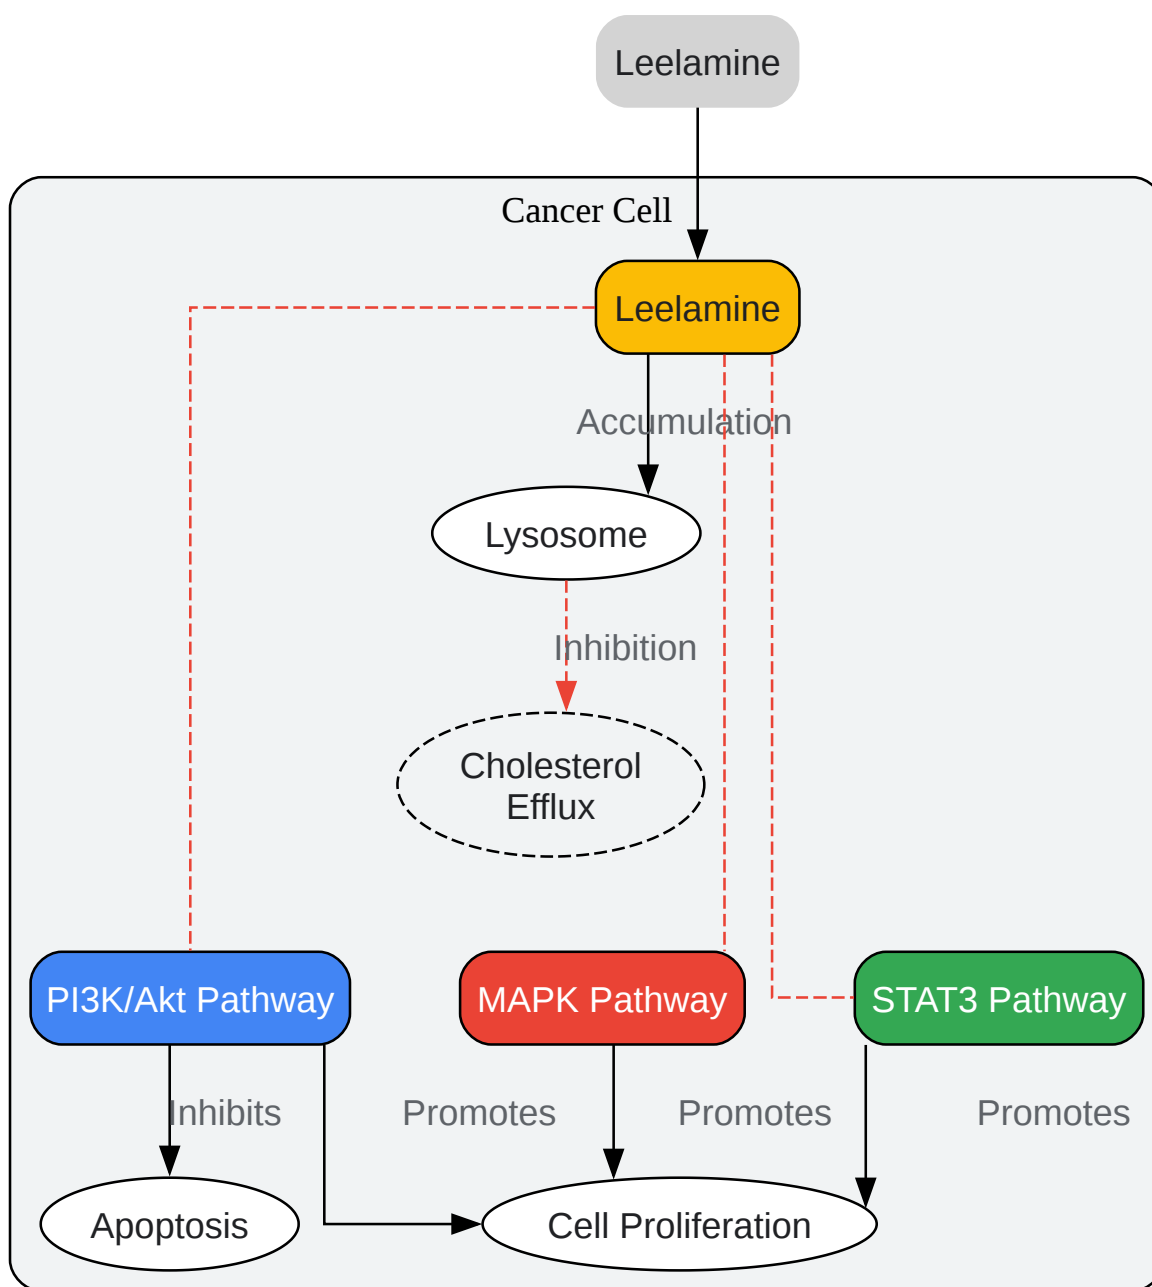 Leelamine
Cancer Cell
Leelamine
Accumulation
Lysosome
Inhibition
Cholesterol
Efflux
PI3K/Akt Pathway
MAPK Pathway
STAT3 Pathway
Inhibits
Promotes
Promotes
Promotes
Apoptosis
Cell Proliferation